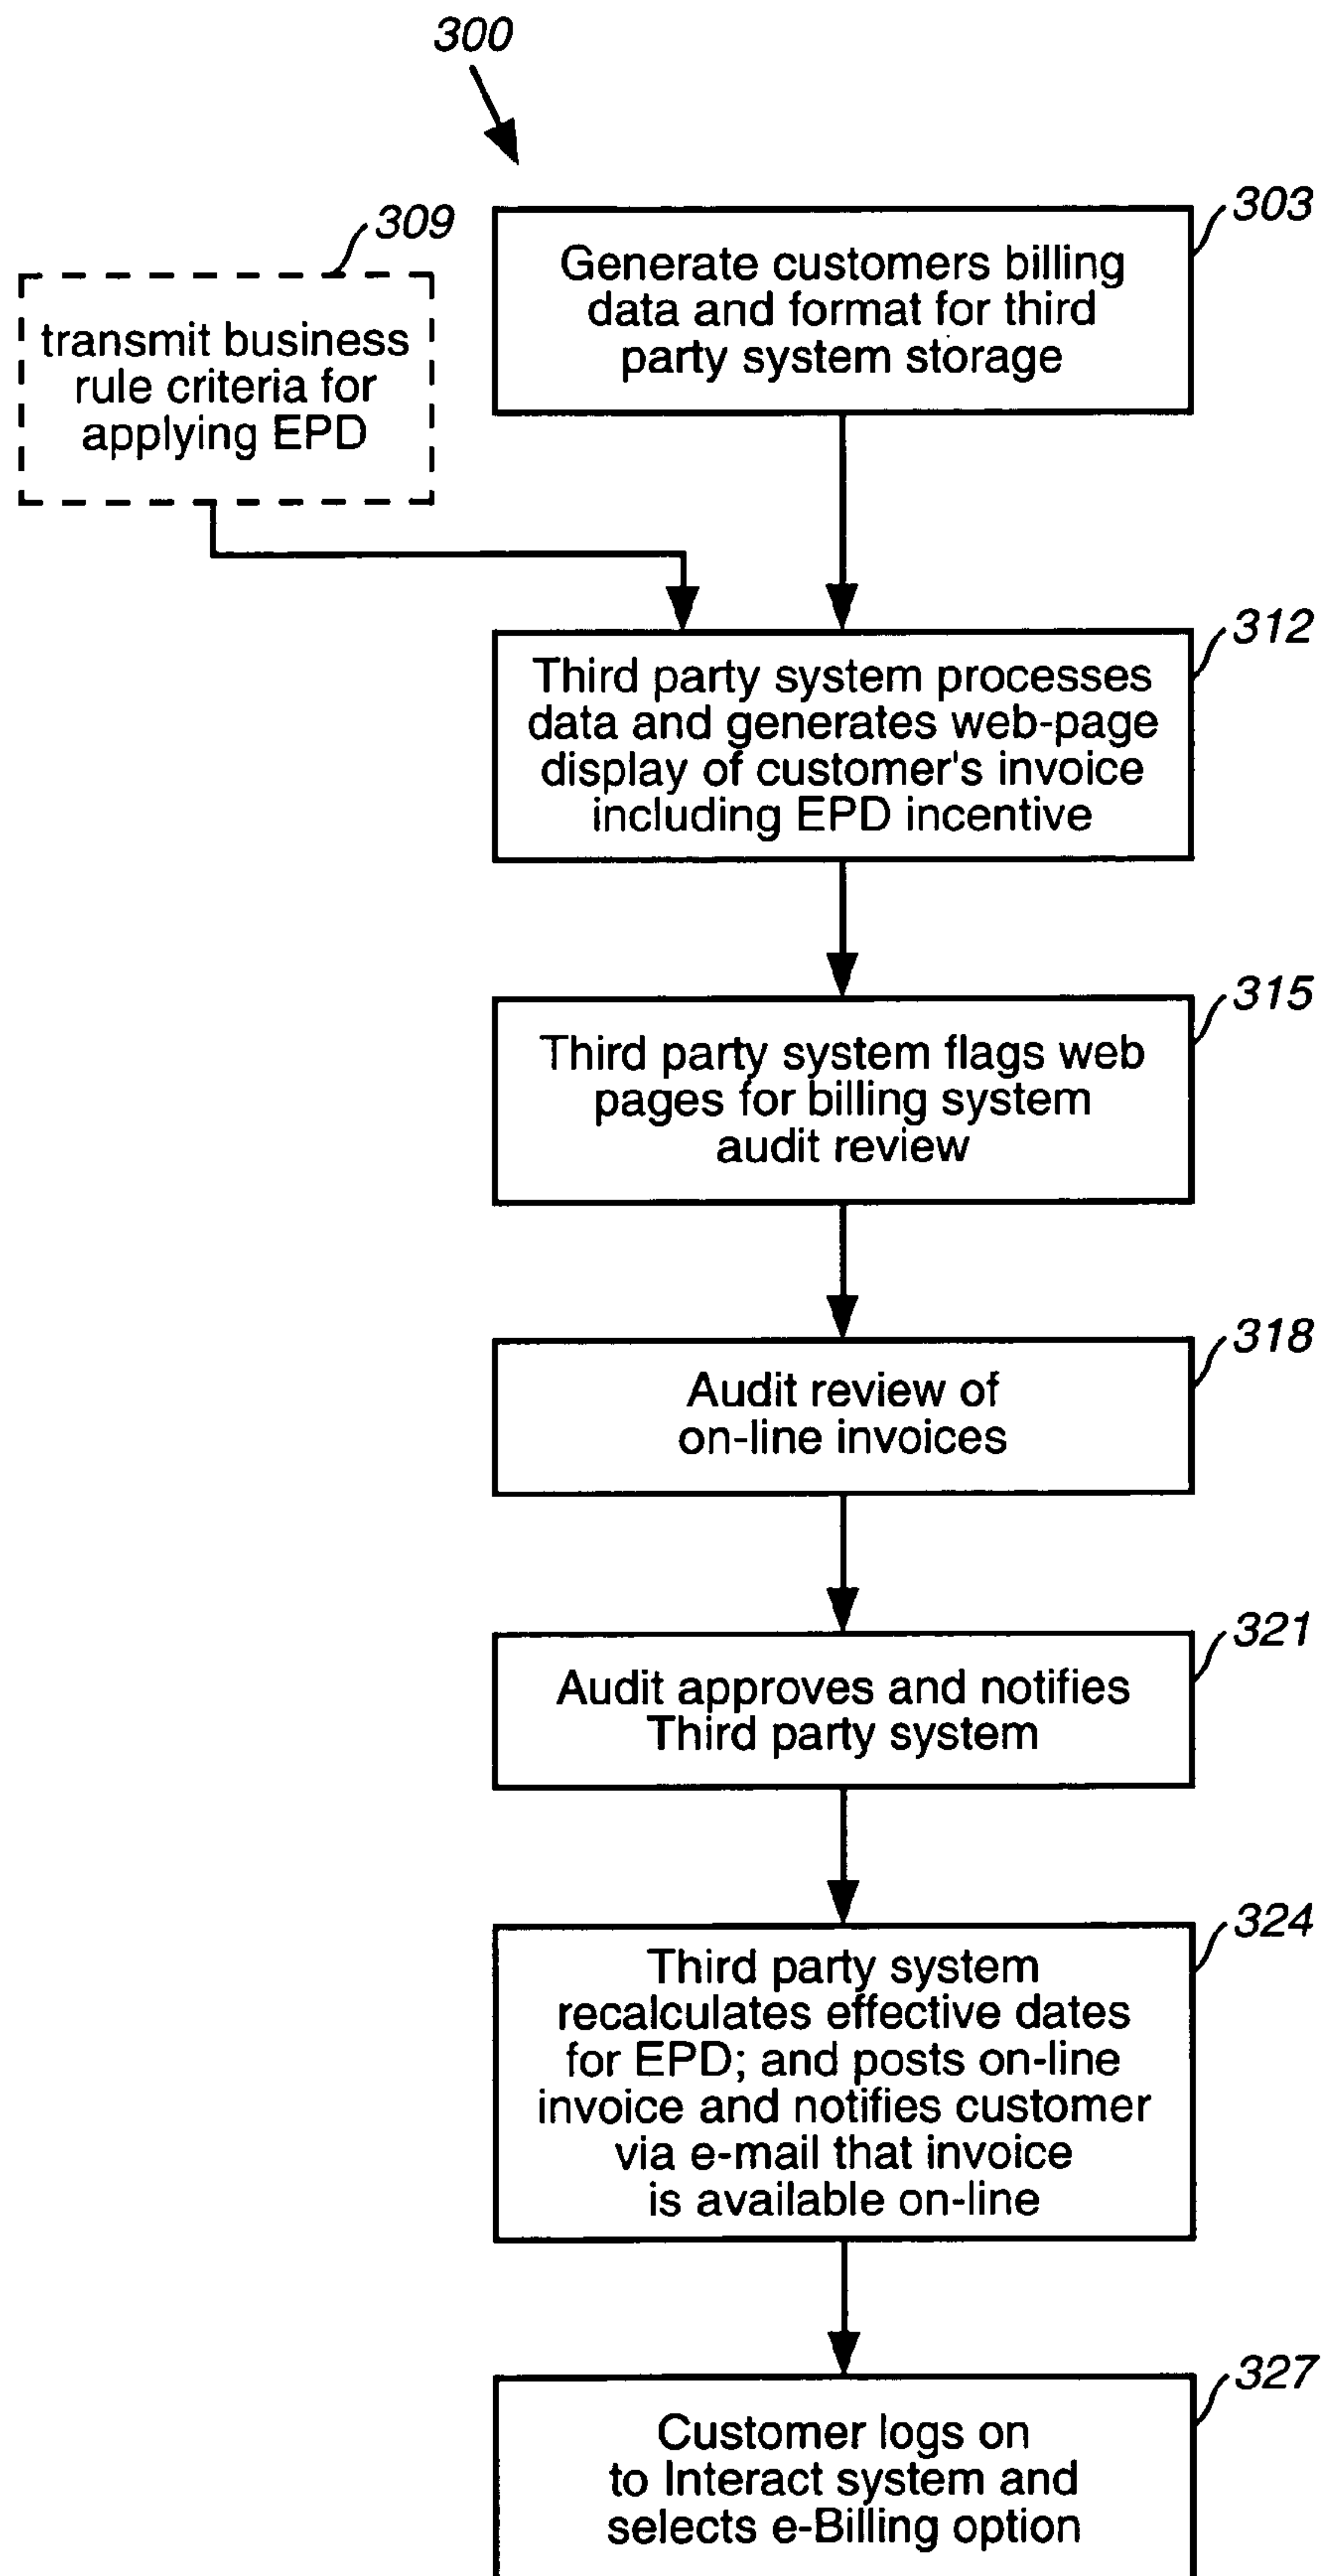 300
303
Generate customers billing
data and format for third
party system storage
309
transmit business
rule criteria for
applying EPD
312
Third party system processes
data and generates web-page
display of customer's invoice
including EPD incentive
315
Third party system flags web
pages for billing system
audit review
318
Audit review of
on-line invoices
321
Audit approves and notifies
Third party system
324
Third party system
recalculates effective dates
for EPD; and posts on-line
invoice and notifies customer
via e-mail that invoice
is available on-line
327
Customer logs on
to Interact system and
selects e-Billing option